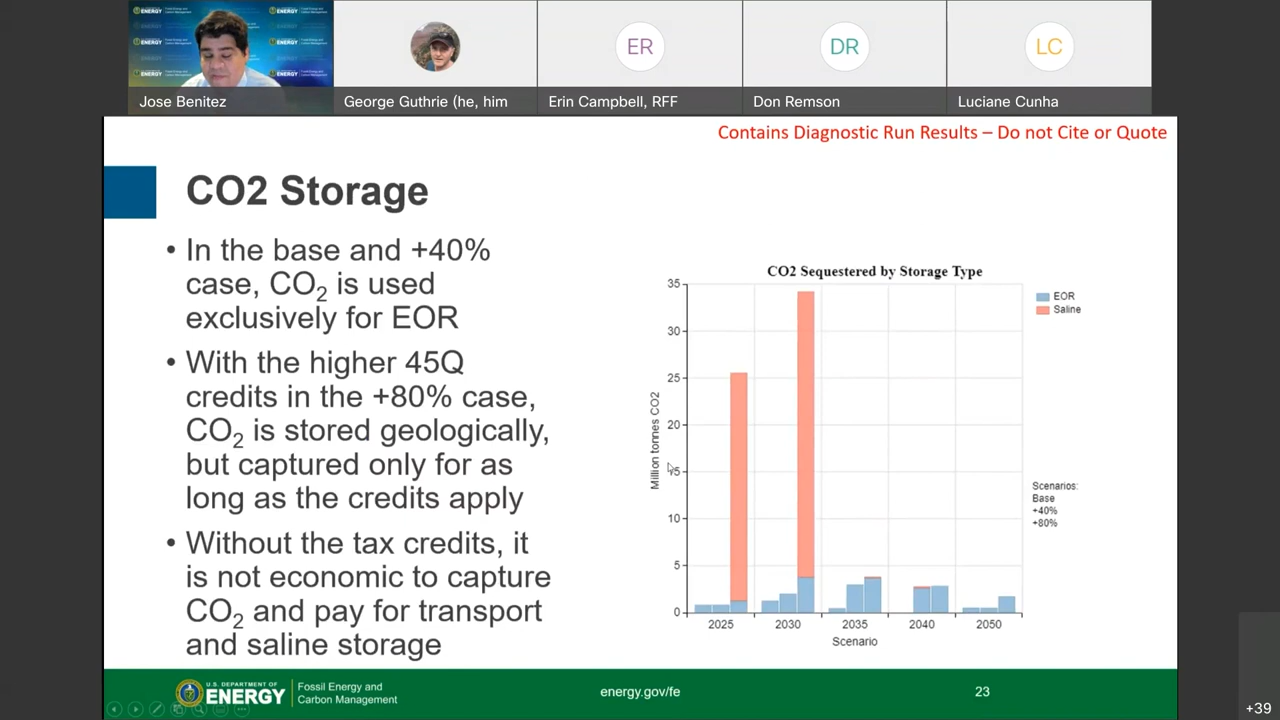 ENERGY
ENERGY
ENERGY
ENERGY
ER
DR
LC
Jose Benitez
George Guthrie (he, him
Erin Campbell, RFF
Don Remson
Luciane Cunha
Contains Diagnostic Run Results – Do not Cite or Quote
CO2 Storage
• In the base and +40%
case, CO2 is used
exclusively for EOR
• With the higher 45Q
credits in the +80% case,
CO2 is stored geologically,
but captured only for as
long as the credits apply
• Without the tax credits, it
is not economic to capture
CO2 and pay for transport
and saline storage
CO2 Sequestered by Storage Type
EOR
Saline
Million tonnes CO2
35
30
25
20
15
10
5
0
2025 2030 2035 2040 2050
Scenario
Scenarios:
Base
+40%
+80%
U.S. DEPARTMENT OF
ENERGY
Fossil Energy and
Carbon Management
energy.gov/fe
23
+39